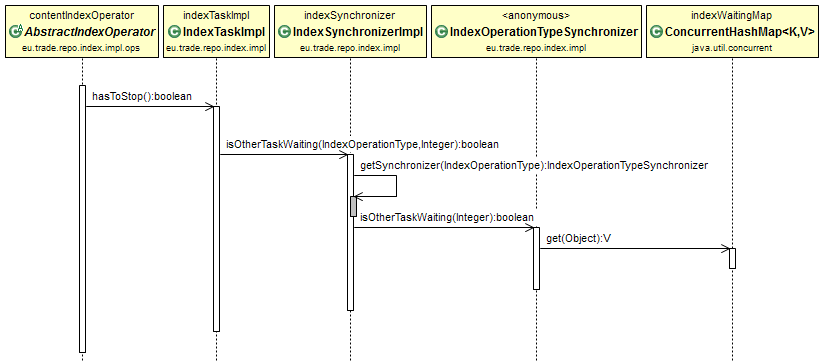 contentIndexOperator
AbstractIndexOperator
eu.trade.repo.index.impl.ops
indexTaskImpl
IndexTaskImpl
eu.trade.repo.index.impl
indexSynchronizer
IndexSynchronizerImpl
eu.trade.repo.index.impl
<anonymous>
IndexOperationTypeSynchronizer
eu.trade.repo.index.impl
indexWaitingMap
ConcurrentHashMap<K,V>
java.util.concurrent
hasToStop():boolean
isOtherTaskWaiting(IndexOperationType,Integer):boolean
getSynchronizer(IndexOperationType):IndexOperationTypeSynchronizer
isOtherTaskWaiting(Integer):boolean
get(Object):V